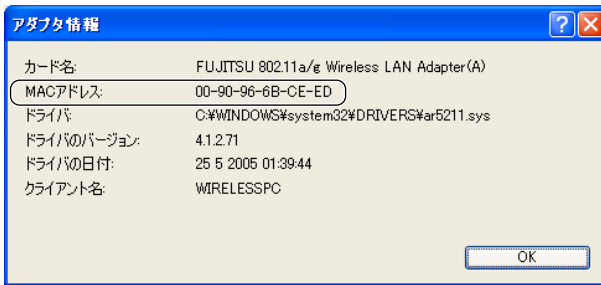 アダプタ情報
カード名: FUJITSU 802.11a/g Wireless LAN Adapter(A)
MACアドレス: 00-90-96-6B-CE-ED
ドライバ: C:¥WINDOWS¥system32¥DRIVERS¥ar5211.sys
ドライバのバージョン: 4.1.2.71
ドライバの日付: 25 5 2005 01:39:44
クライアント名: WIRELESSPC
OK